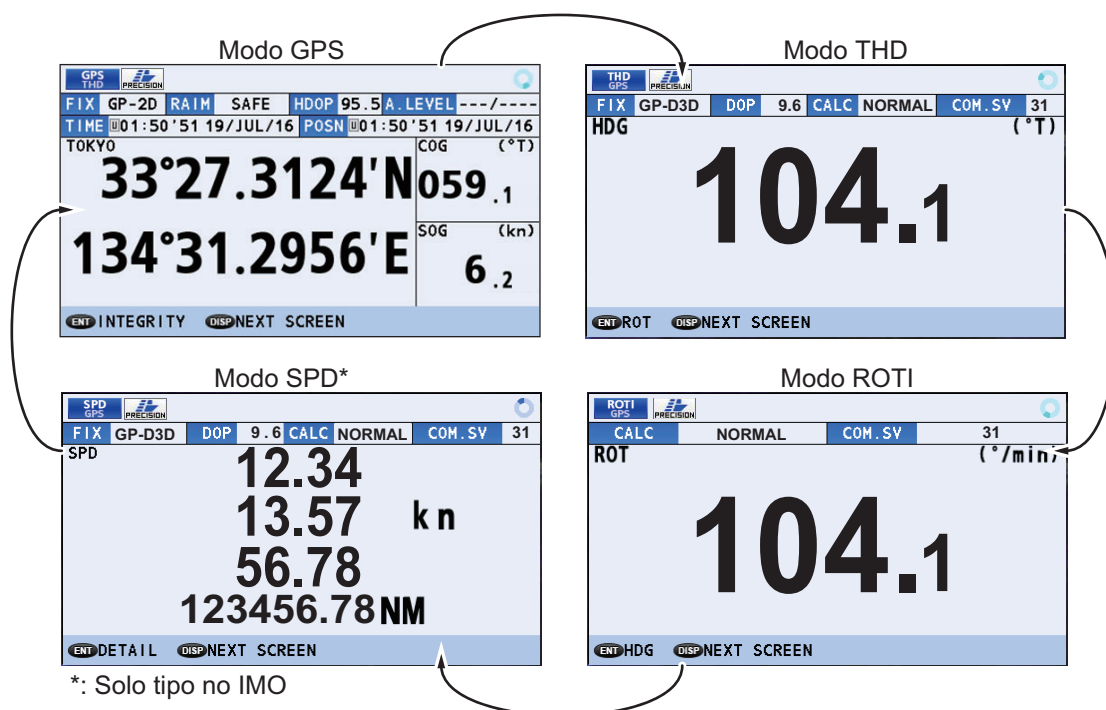 Modo GPS
GPS
THD
PRECISION
FIX GP-2D RAIM SAFE HDOP 95.5 A.LEVEL ---/----
TIME U01:50'51 19/JUL/16 POSN U01:50'51 19/JUL/16
TOKYO
33°27.3124'N
134°31.2956'E
COG (°T)
059.1
SOG (kn)
6.2
ENT INTEGRITY DISP NEXT SCREEN
Modo THD
THD
GPS
FIX GP-D3D DOP 9.6 CALC NORMAL COM.SV 31
HDG (°T)
104.1
ENT ROT DISP NEXT SCREEN
Modo SPD*
SPD
GPS
PRECISION
FIX GP-D3D DOP 9.6 CALC NORMAL COM.SV 31
SPD
12.34
13.57 kn
56.78
123456.78NM
ENT DETAIL DISP NEXT SCREEN
Modo ROTI
ROTI
GPS
PRECISION
CALC NORMAL COM.SV 31
ROT (°/min)
104.1
ENT HDG DISP NEXT SCREEN
*: Solo tipo no IMO